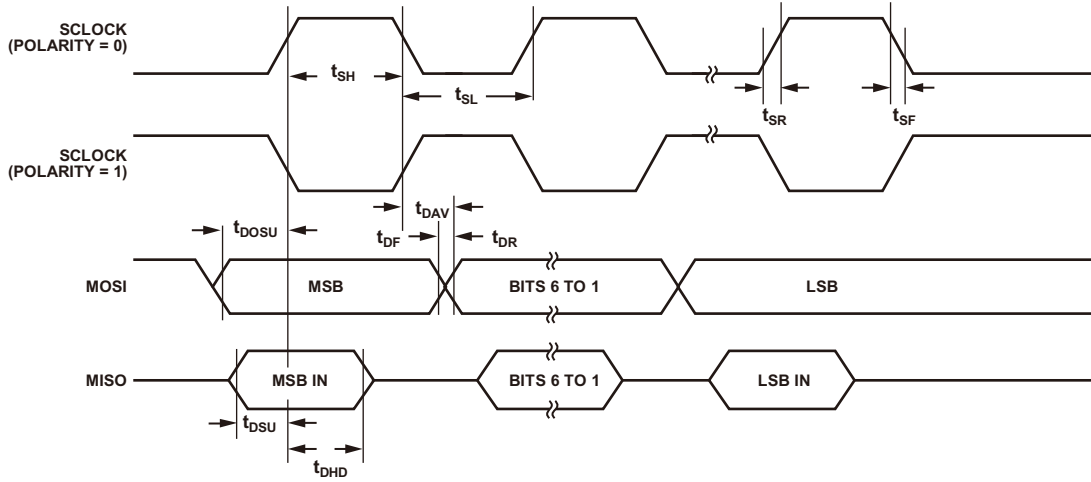 SCLOCK
(POLARITY = 0)
tSH
tSL
tSR
tSF
SCLOCK
(POLARITY = 1)
tDAV
tDOSU
tDF
tDR
MOSI
MSB
BITS 6 TO 1
LSB
MISO
MSB IN
BITS 6 TO 1
LSB IN
tDSU
tDHD